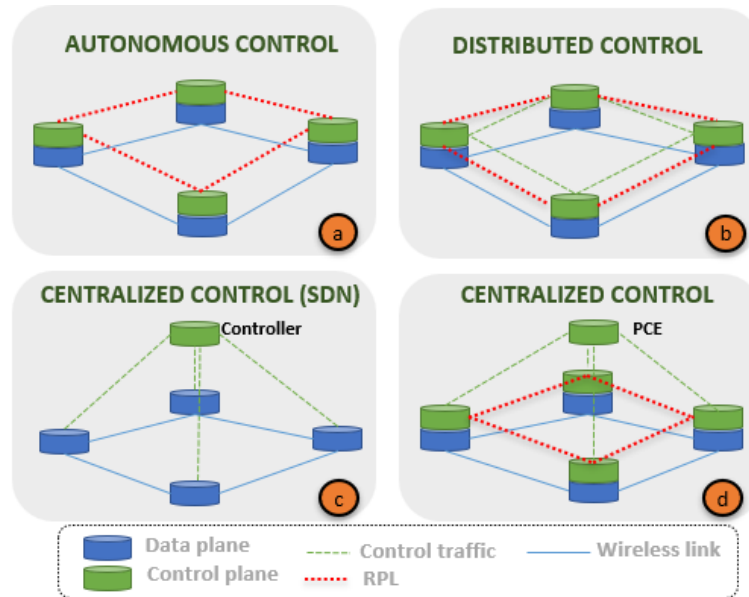 AUTONOMOUS CONTROL
a
DISTRIBUTED CONTROL
b
CENTRALIZED CONTROL (SDN)
Controller
c
CENTRALIZED CONTROL
PCE
d
Data plane
Control traffic
Wireless link
Control plane
RPL